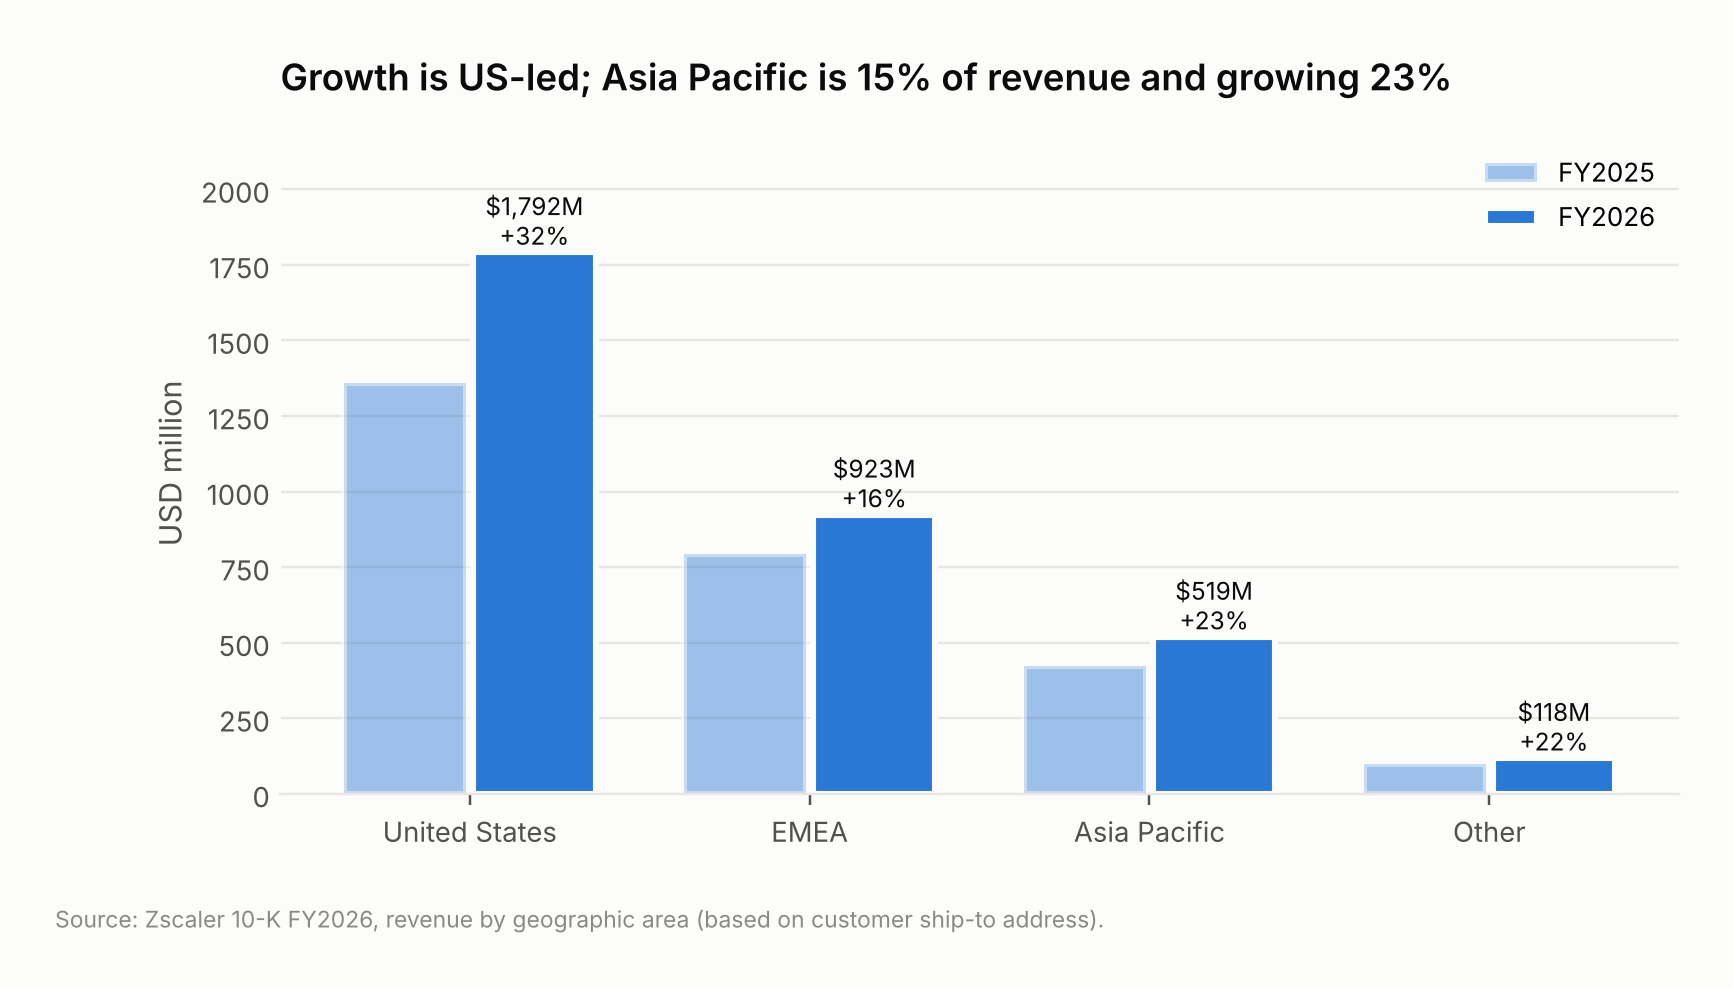 Growth is US-led; Asia Pacific is 15% of revenue and growing 23%
FY2025
FY2026
USD million
2000
1750
1500
1250
1000
750
500
250
0
$1,792M
+32%
$923M
+16%
$519M
+23%
$118M
+22%
United States
EMEA
Asia Pacific
Other
Source: Zscaler 10-K FY2026, revenue by geographic area (based on customer ship-to address).